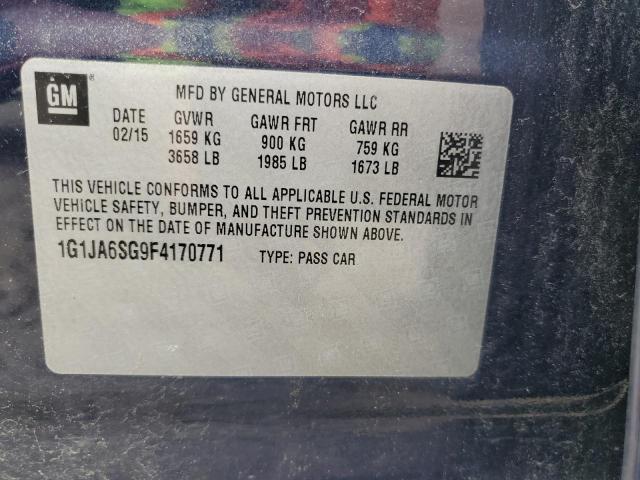 GM ®
MFD BY GENERAL MOTORS LLC
DATE GVWR GAWR FRT GAWR RR
02/15 1659 KG 900 KG 759 KG
3658 LB 1985 LB 1673 LB
THIS VEHICLE CONFORMS TO ALL APPLICABLE U.S. FEDERAL MOTOR
VEHICLE SAFETY, BUMPER, AND THEFT PREVENTION STANDARDS IN
EFFECT ON THE DATE OF MANUFACTURE SHOWN ABOVE.
1G1JA6SG9F4170771 TYPE: PASS CAR